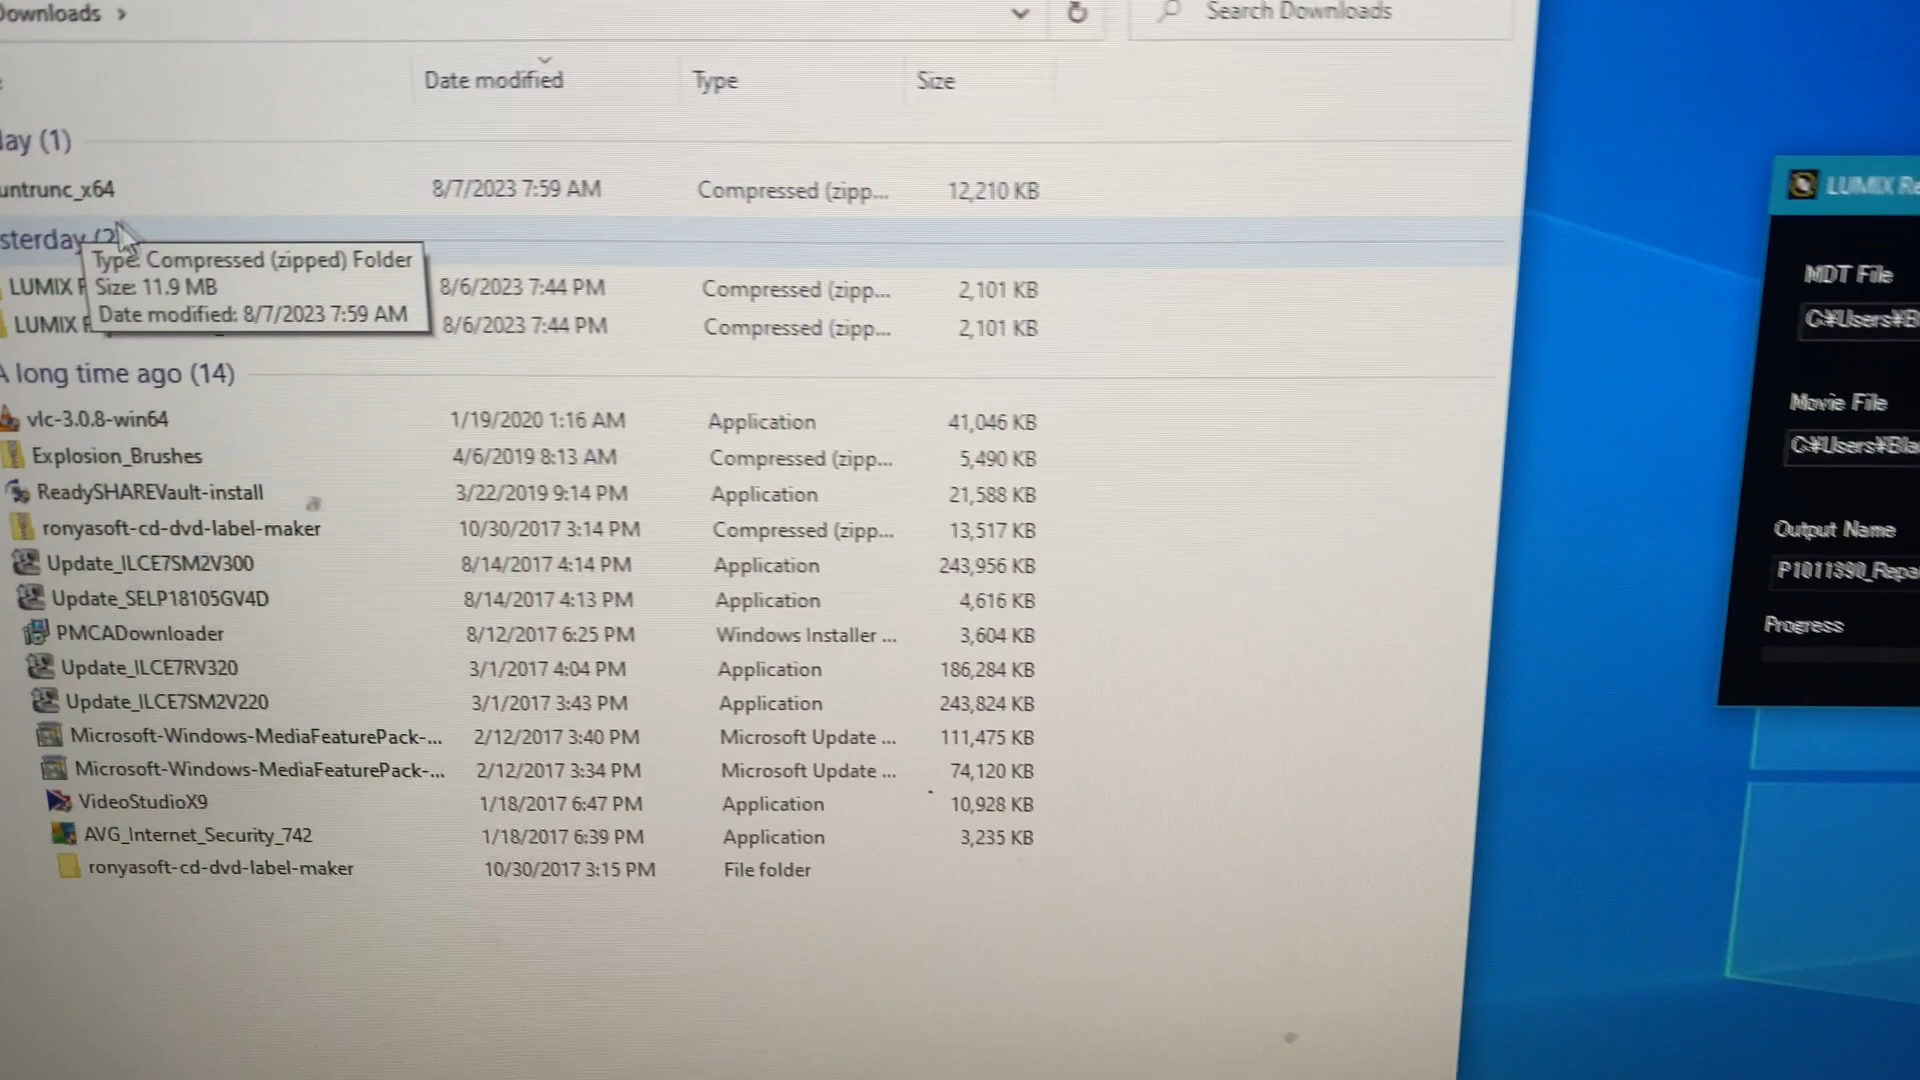 Downloads
Search Downloads
Date modified Type Size
day (1)
untrunc_x64 8/7/2023 7:59 AM Compressed (zipp... 12,210 KB
sterday (2)
Type: Compressed (zipped) Folder
Size: 11.9 MB
Date modified: 8/7/2023 7:59 AM
LUMIX 8/6/2023 7:44 PM Compressed (zipp... 2,101 KB
LUMIX 8/6/2023 7:44 PM Compressed (zipp... 2,101 KB
A long time ago (14)
vlc-3.0.8-win64 1/19/2020 1:16 AM Application 41,046 KB
Explosion_Brushes 4/6/2019 8:13 AM Compressed (zipp... 5,490 KB
ReadySHAREVault-install 3/22/2019 9:14 PM Application 21,588 KB
ronyasoft-cd-dvd-label-maker 10/30/2017 3:14 PM Compressed (zipp... 13,517 KB
Update_ILCE7SM2V300 8/14/2017 4:14 PM Application 243,956 KB
Update_SELP18105GV4D 8/14/2017 4:13 PM Application 4,616 KB
PMCADownloader 8/12/2017 6:25 PM Windows Installer ... 3,604 KB
Update_ILCE7RV320 3/1/2017 4:04 PM Application 186,284 KB
Update_ILCE7SM2V220 3/1/2017 3:43 PM Application 243,824 KB
Microsoft-Windows-MediaFeaturePack-... 2/12/2017 3:40 PM Microsoft Update ... 111,475 KB
Microsoft-Windows-MediaFeaturePack-... 2/12/2017 3:34 PM Microsoft Update ... 74,120 KB
VideoStudioX9 1/18/2017 6:47 PM Application 10,928 KB
AVG_Internet_Security_742 1/18/2017 6:39 PM Application 3,235 KB
ronyasoft-cd-dvd-label-maker 10/30/2017 3:15 PM File folder
LUMIX Re
MDT File
C:¥Users¥B
Movie File
C:¥Users¥Bla
Output Name
P1011390_Repa
Progress